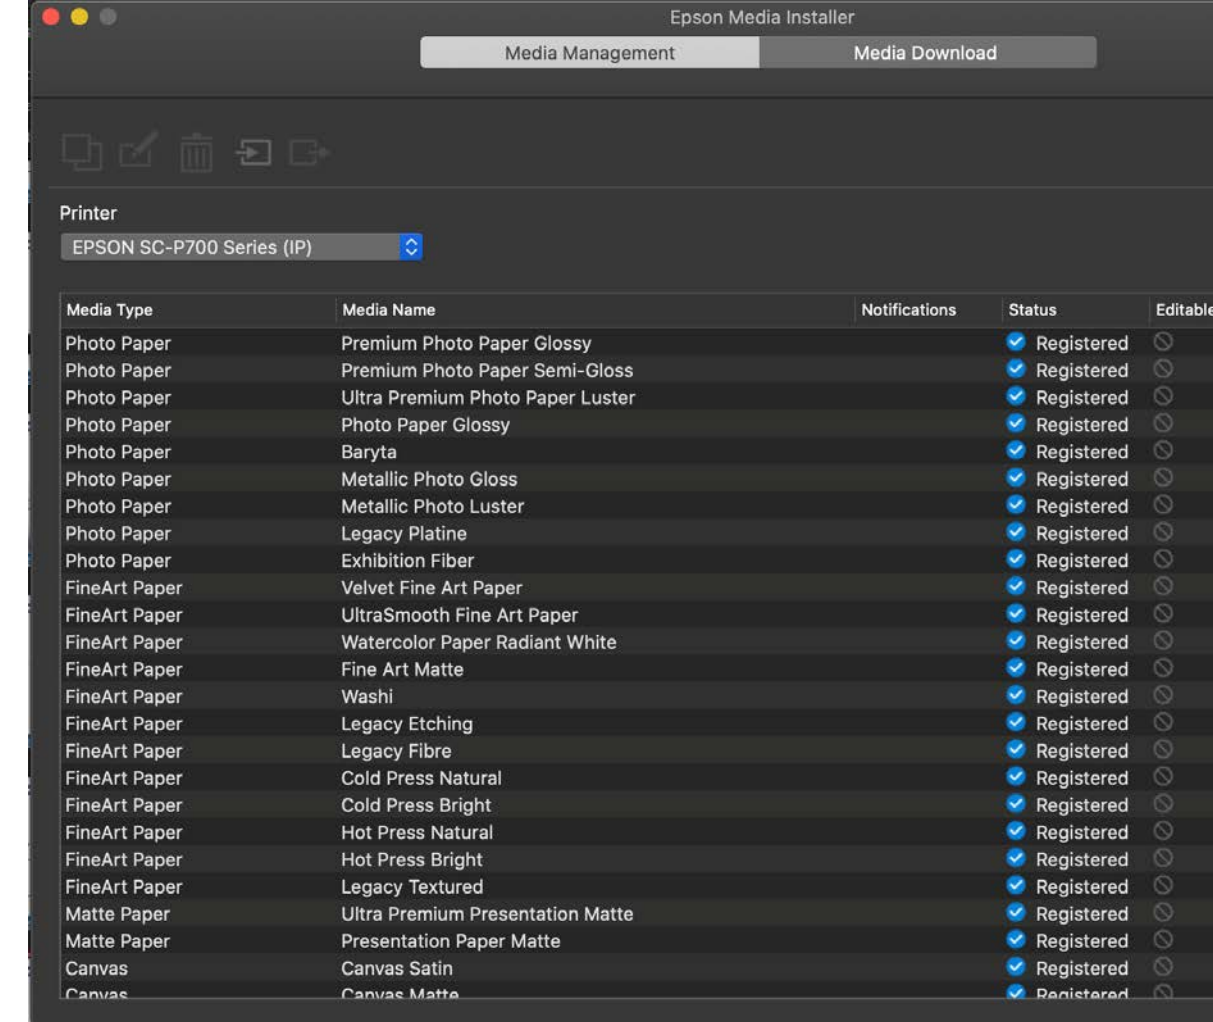 Epson Media Installer
Media Management Media Download
Printer
EPSON SC-P700 Series (IP)
Media Type Media Name Notifications Status Editable
Photo Paper Premium Photo Paper Glossy Registered
Photo Paper Premium Photo Paper Semi-Gloss Registered
Photo Paper Ultra Premium Photo Paper Luster Registered
Photo Paper Photo Paper Glossy Registered
Photo Paper Baryta Registered
Photo Paper Metallic Photo Gloss Registered
Photo Paper Metallic Photo Luster Registered
Photo Paper Legacy Platine Registered
Photo Paper Exhibition Fiber Registered
FineArt Paper Velvet Fine Art Paper Registered
FineArt Paper UltraSmooth Fine Art Paper Registered
FineArt Paper Watercolor Paper Radiant White Registered
FineArt Paper Fine Art Matte Registered
FineArt Paper Washi Registered
FineArt Paper Legacy Etching Registered
FineArt Paper Legacy Fibre Registered
FineArt Paper Cold Press Natural Registered
FineArt Paper Cold Press Bright Registered
FineArt Paper Hot Press Natural Registered
FineArt Paper Hot Press Bright Registered
FineArt Paper Legacy Textured Registered
Matte Paper Ultra Premium Presentation Matte Registered
Matte Paper Presentation Paper Matte Registered
Canvas Canvas Satin Registered
Canvas Canvas Matte Registered